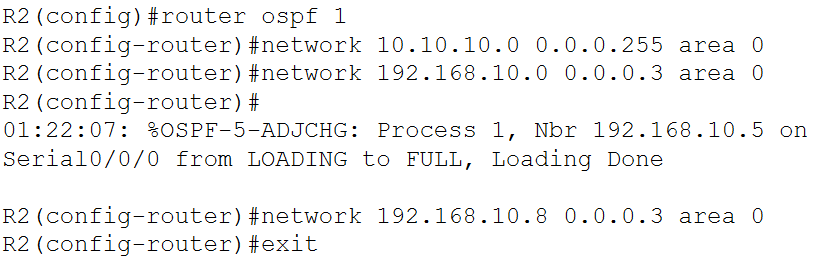 R2(config)#router ospf 1
R2(config-router)#network 10.10.10.0 0.0.0.255 area 0
R2(config-router)#network 192.168.10.0 0.0.0.3 area 0
R2(config-router)#
01:22:07: %OSPF-5-ADJCHG: Process 1, Nbr 192.168.10.5 on
Serial0/0/0 from LOADING to FULL, Loading Done
R2(config-router)#network 192.168.10.8 0.0.0.3 area 0
R2(config-router)#exit